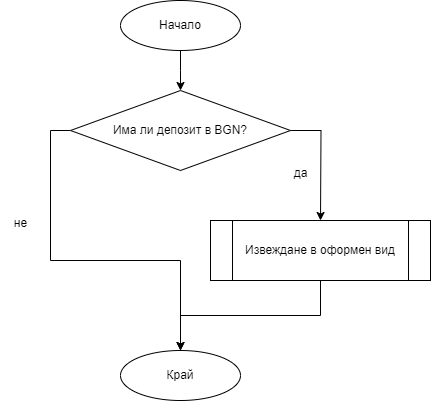 Начало
Има ли депозит в BGN?
да
не
Извеждане в оформен вид
Край